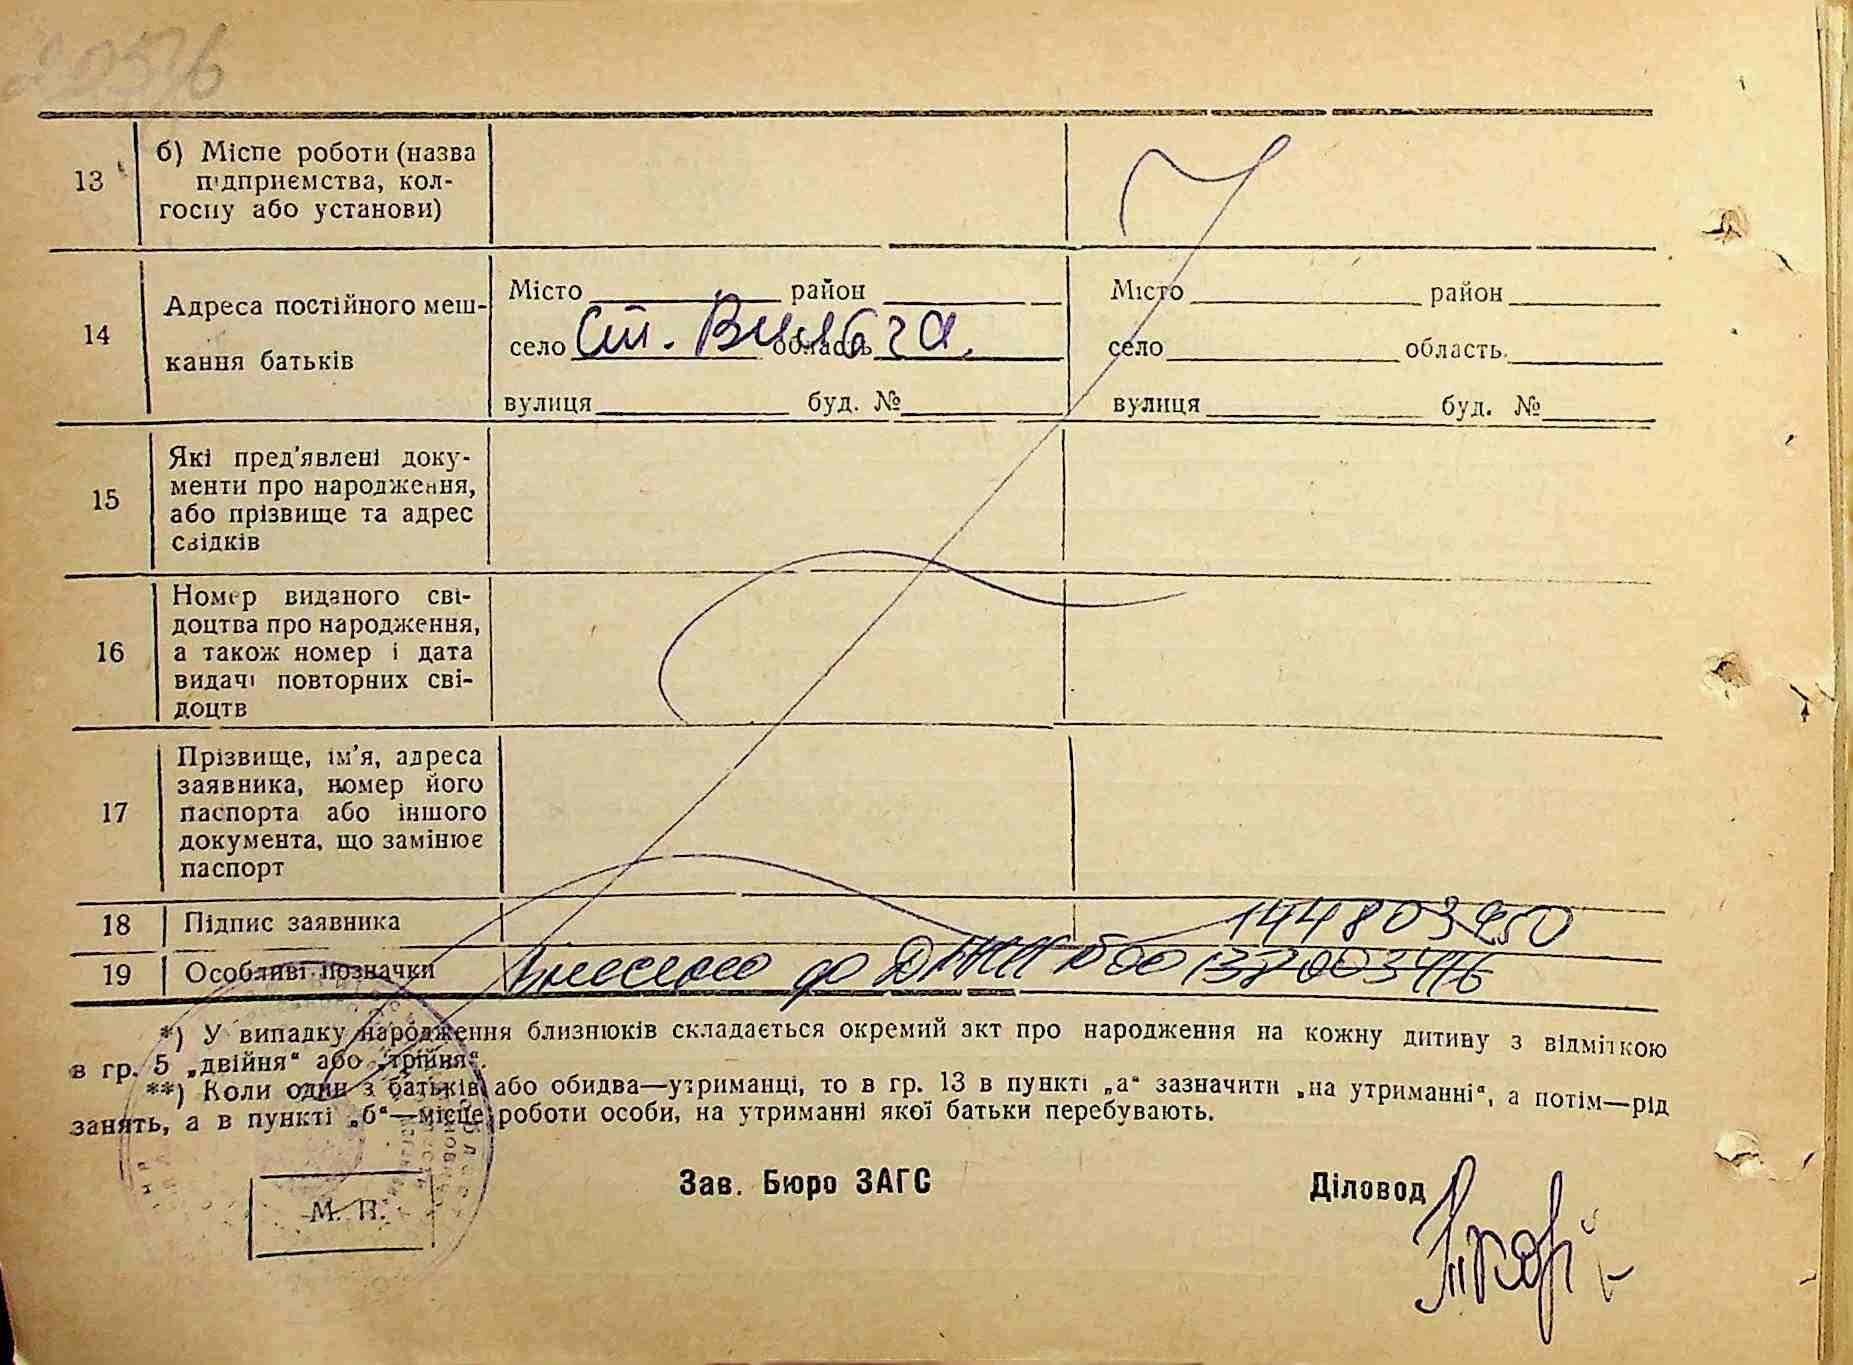 13
б) Місце роботи (назва
підприємства, кол-
госпу або установи)
14
Адреса постійного меш-
кання батьків
Місто район
село Ст. Вильча область
вулиця буд. №
Місто район
село область
вулиця буд. №
15
Які пред'явлені доку-
менти про народження,
або прізвище та адрес
свідків
16
Номер виданого сві-
доцтва про народження,
а також номер і дата
видачі повторних сві-
доцтв
17
Прізвище, ім'я, адреса
заявника, номер його
паспорта або іншого
документа, що замінює
паспорт
18 Підпис заявника
19 Особливі позначки
Внесено до
*) У випадку народження близнюків складається окремий акт про народження на кожну дитину з відміткою
в гр. 5 „двійня“ або „трійня“.
**) Коли один з батьків або обидва—утриманці, то в гр. 13 в пункті „а“ зазначити „на утриманні“, а потім—рід
занять, а в пункті „б“—місце роботи особи, на утриманні якої батьки перебувають.
М. П.
Зав. Бюро ЗАГС
Діловод